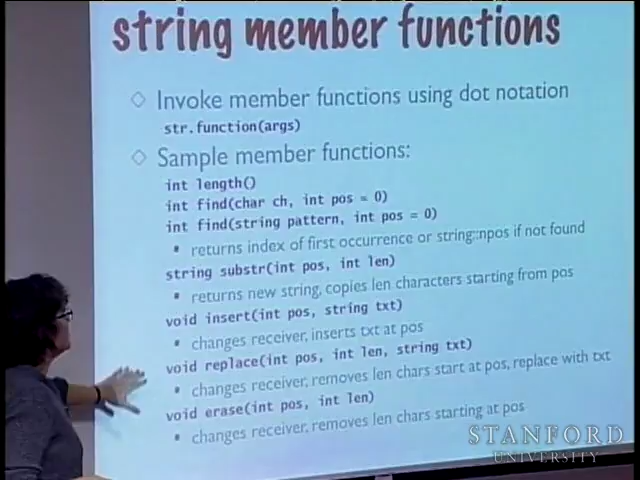 string member functions
Invoke member functions using dot notation
str.function(args)
Sample member functions:
int length()
int find(char ch, int pos = 0)
int find(string pattern, int pos = 0)
returns index of first occurrence or string::npos if not found
string substr(int pos, int len)
returns new string, copies len characters starting from pos
void insert(int pos, string txt)
changes receiver, inserts txt at pos
void replace(int pos, int len, string txt)
changes receiver, removes len chars start at pos, replace with txt
void erase(int pos, int len)
changes receiver, removes len chars starting at pos
STANFORD
UNIVERSITY